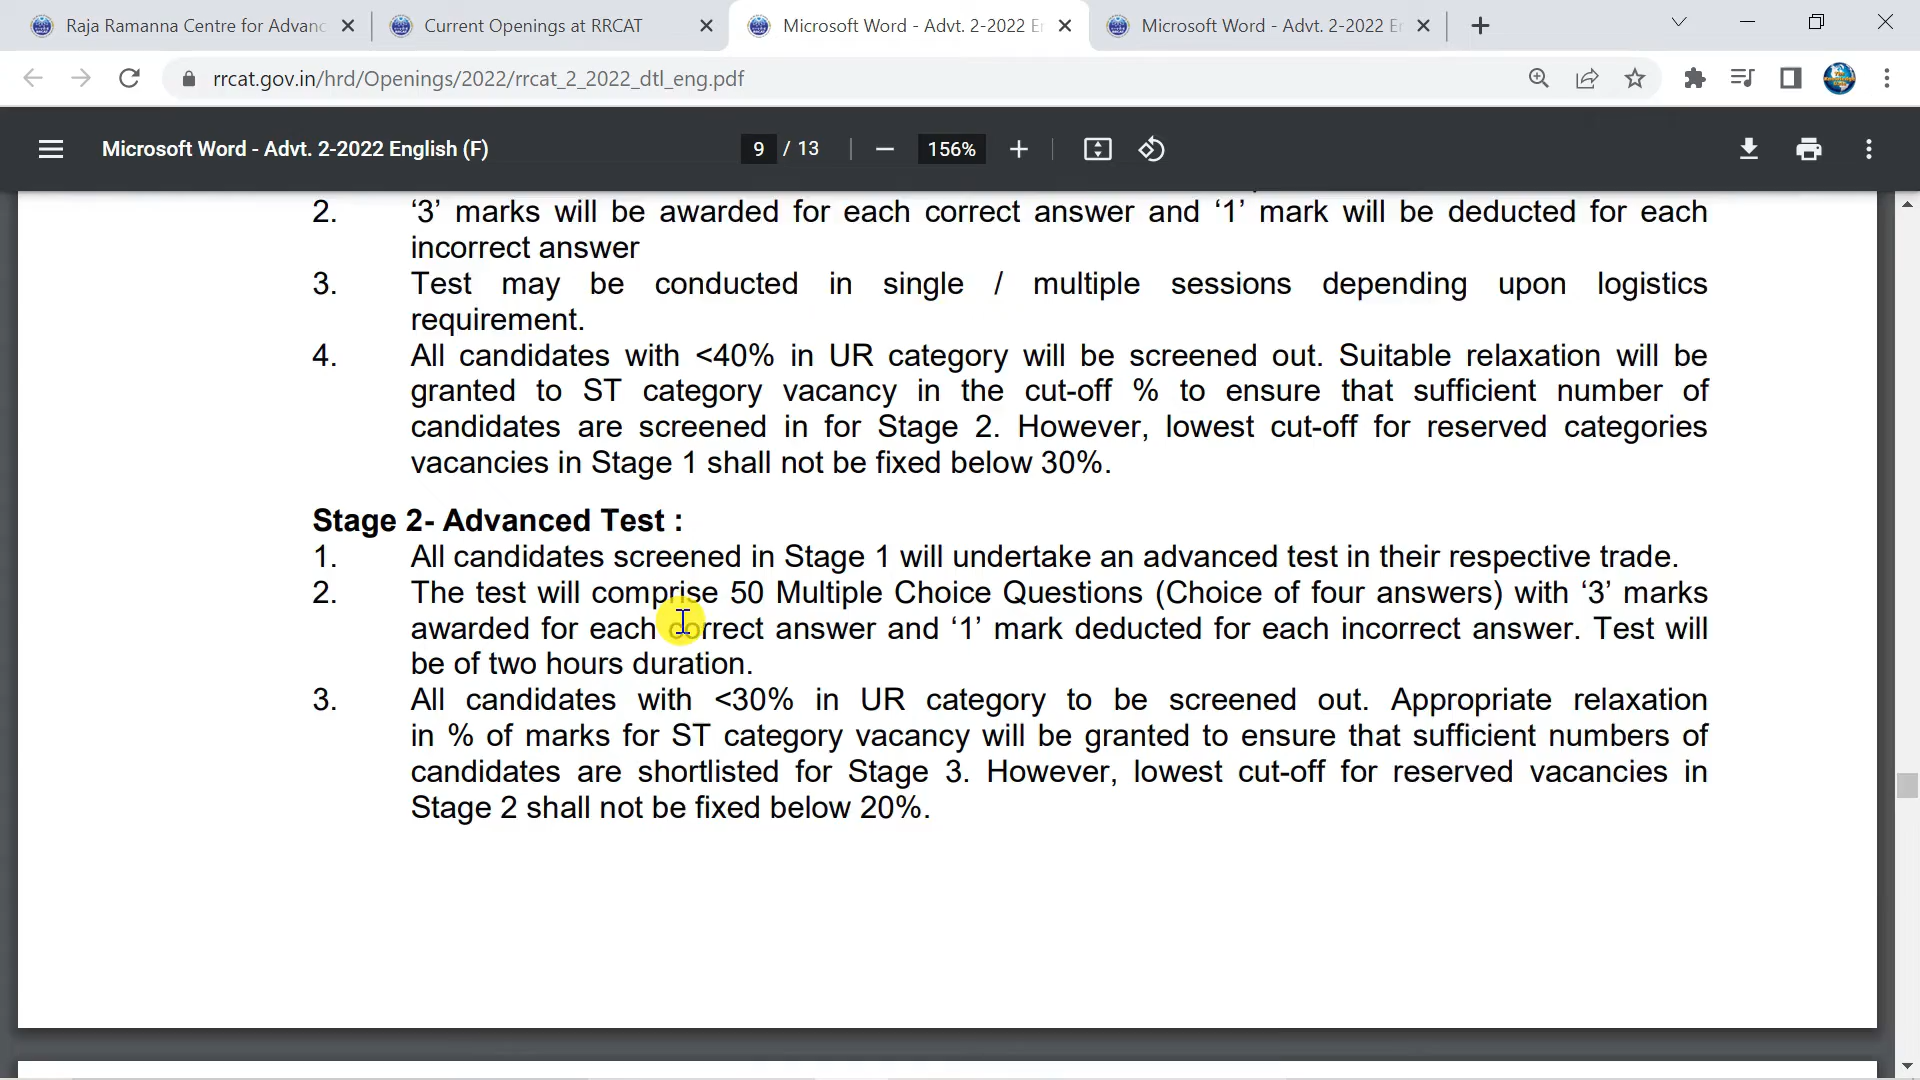 Raja Ramanna Centre for Advanc
Current Openings at RRCAT
Microsoft Word - Advt. 2-2022 E
Microsoft Word - Advt. 2-2022 E
rrcat.gov.in/hrd/Openings/2022/rrcat_2_2022_dtl_eng.pdf
Microsoft Word - Advt. 2-2022 English (F)
9 / 13
156%
2. ‘3’ marks will be awarded for each correct answer and ‘1’ mark will be deducted for each
incorrect answer
3. Test may be conducted in single / multiple sessions depending upon logistics
requirement.
4. All candidates with <40% in UR category will be screened out. Suitable relaxation will be
granted to ST category vacancy in the cut-off % to ensure that sufficient number of
candidates are screened in for Stage 2. However, lowest cut-off for reserved categories
vacancies in Stage 1 shall not be fixed below 30%.
Stage 2- Advanced Test :
1. All candidates screened in Stage 1 will undertake an advanced test in their respective trade.
2. The test will comprise 50 Multiple Choice Questions (Choice of four answers) with ‘3’ marks
awarded for each correct answer and ‘1’ mark deducted for each incorrect answer. Test will
be of two hours duration.
3. All candidates with <30% in UR category to be screened out. Appropriate relaxation
in % of marks for ST category vacancy will be granted to ensure that sufficient numbers of
candidates are shortlisted for Stage 3. However, lowest cut-off for reserved vacancies in
Stage 2 shall not be fixed below 20%.